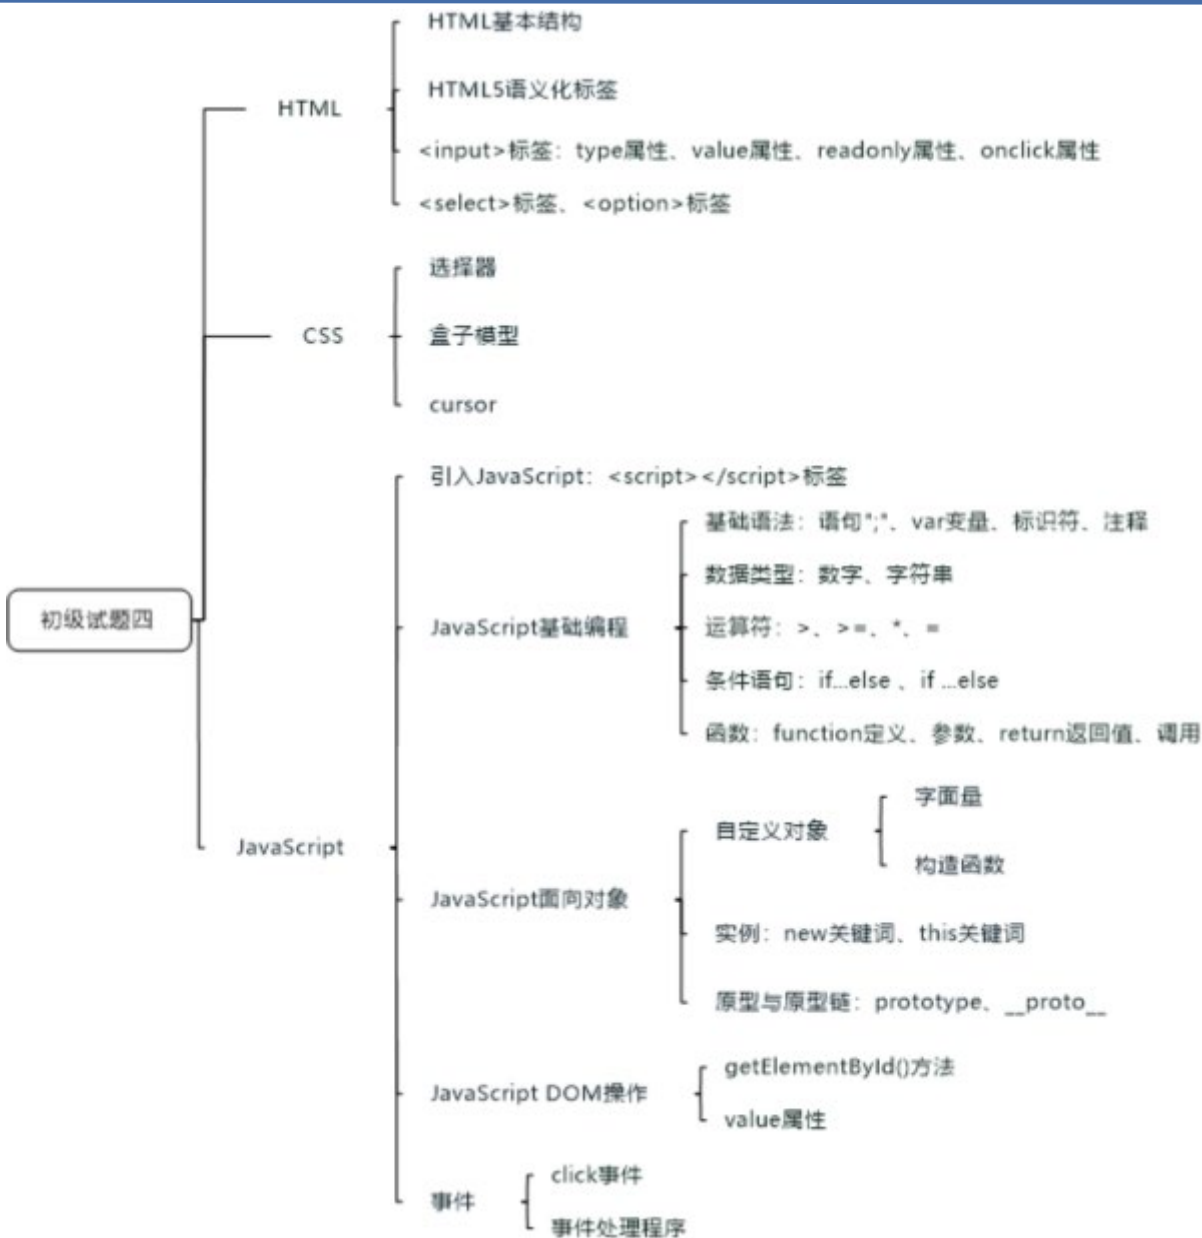 HTML基本结构
HTML5语义化标签
HTML
<input>标签：type属性、value属性、readonly属性、onclick属性
<select>标签、<option>标签
选择器
CSS
盒子模型
cursor
引入JavaScript：<script></script>标签
基础语法：语句";"、var变量、标识符、注释
数据类型：数字、字符串
初级试题四
JavaScript基础编程
运算符：>、>=、*、=
条件语句：if...else 、if ...else
函数：function定义、参数、return返回值、调用
字面量
自定义对象
JavaScript
构造函数
JavaScript面向对象
实例：new关键词、this关键词
原型与原型链：prototype、__proto__
getElementById()方法
JavaScript DOM操作
value属性
click事件
事件
事件处理程序